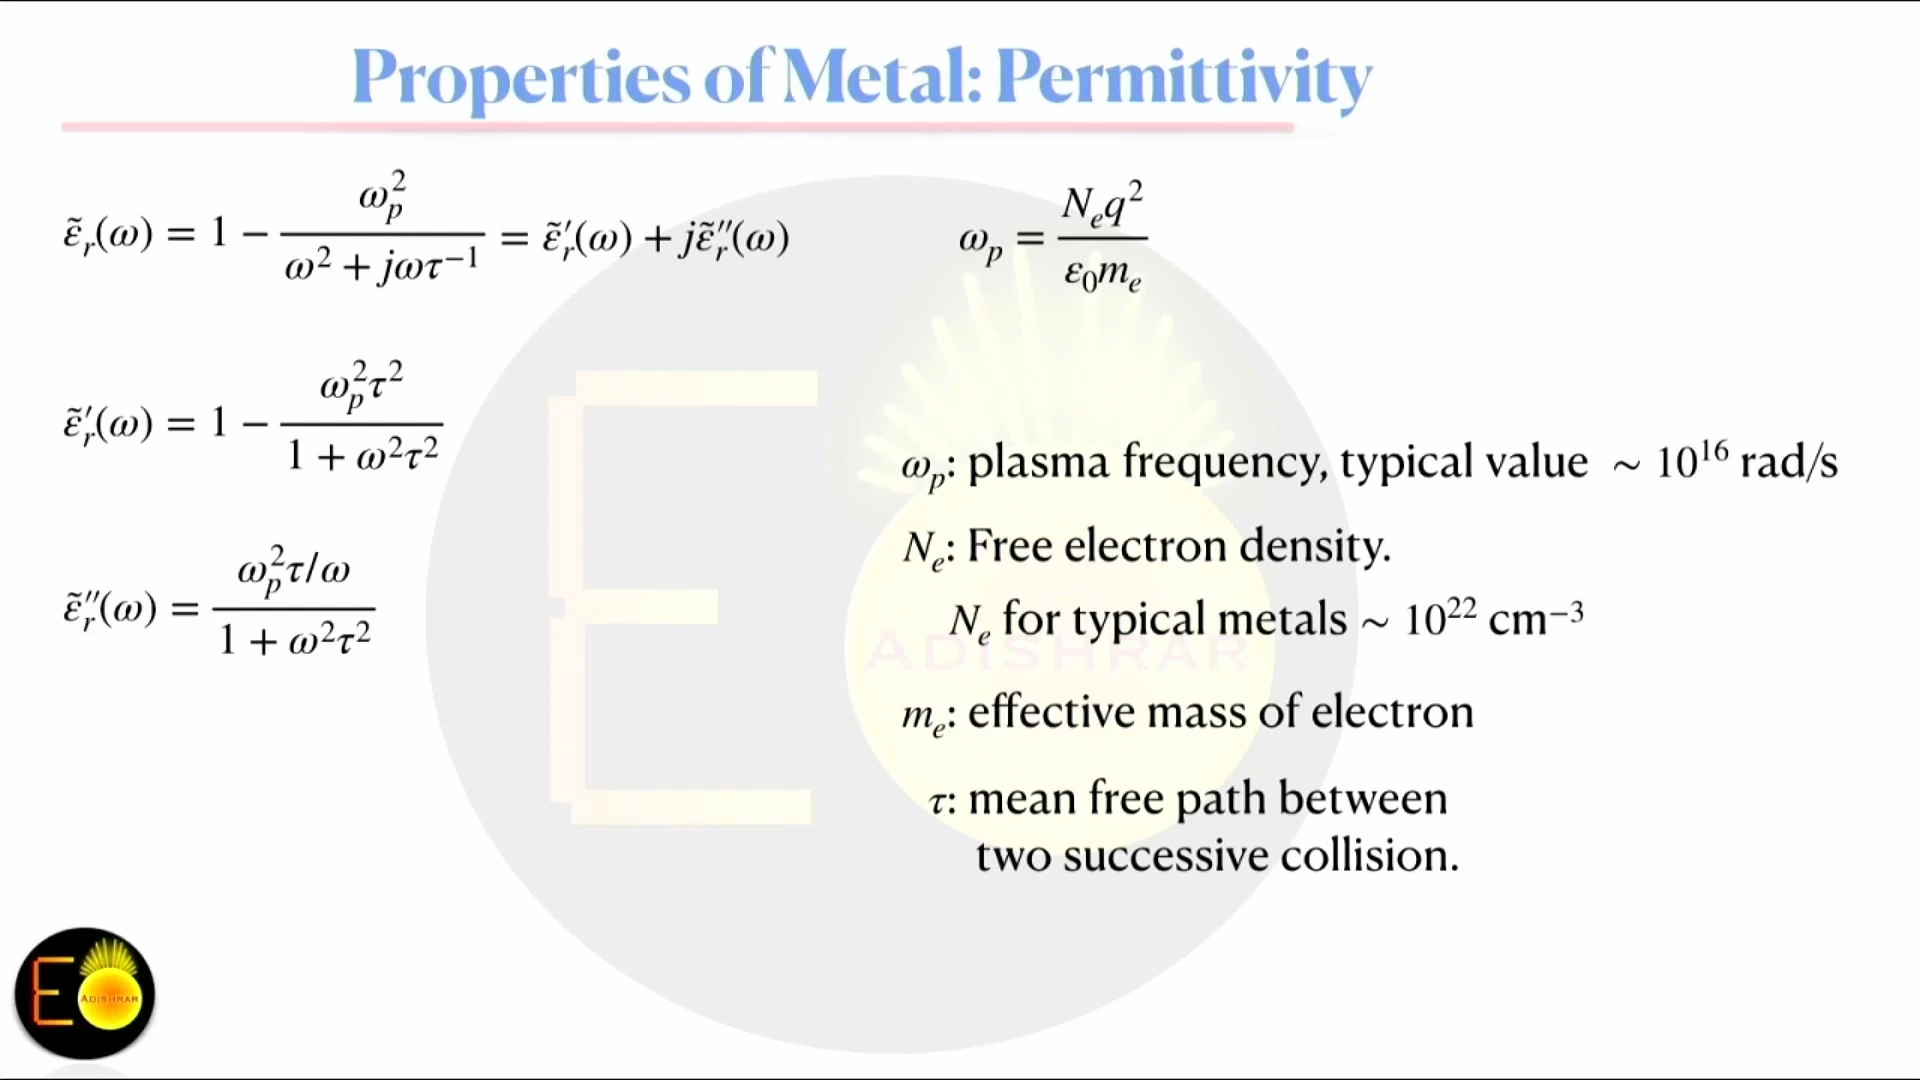 Properties of Metal: Permittivity
ε̃ᵣ(ω) = 1 − ωₚ² / (ω² + jωτ⁻¹) = ε̃ᵣ′(ω) + jε̃ᵣ″(ω)
ωₚ = Nₑq² / ε₀mₑ
ε̃ᵣ′(ω) = 1 − ωₚ²τ² / (1 + ω²τ²)
ε̃ᵣ″(ω) = (ωₚ²τ/ω) / (1 + ω²τ²)
ωₚ: plasma frequency, typical value ~ 10¹⁶ rad/s
Nₑ: Free electron density.
Nₑ for typical metals ~ 10²² cm⁻³
mₑ: effective mass of electron
τ: mean free path between
two successive collision.
E
ADISHRAR
E
ADISHRAR